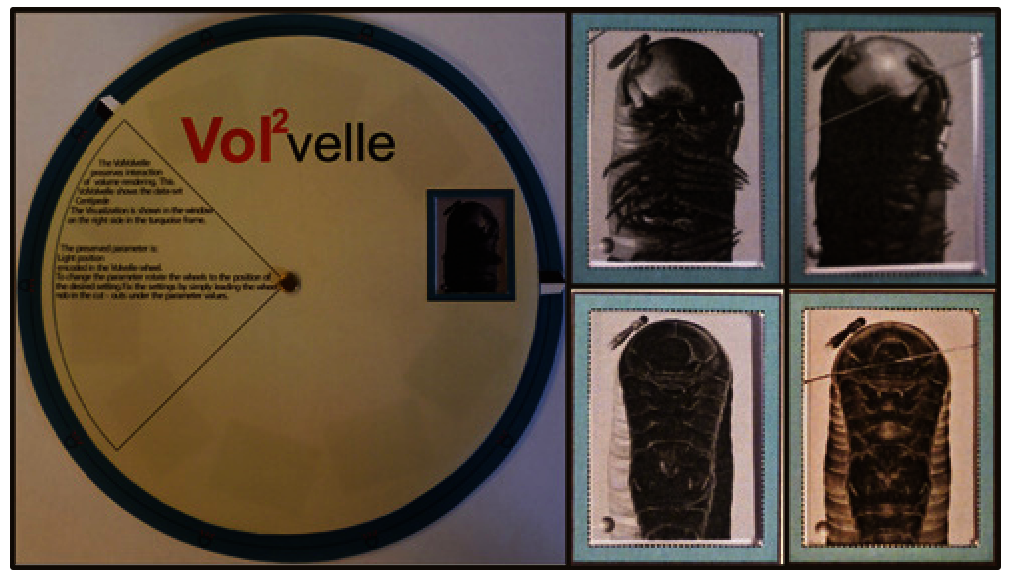 Vol²velle
The VolVolvelle
preserves interaction
of volume rendering. This
VolVolvelle shows the data-set
Centipede
The Visualization is shown in the window
on the right side in the turquoise frame.
The preserved parameter is:
Light position
encoded in the Volvelle wheel.
To change the parameter rotate the wheels to the position of
the desired setting. Fix the settings by simply leading the wheel
nob in the cut - outs under the parameter values.